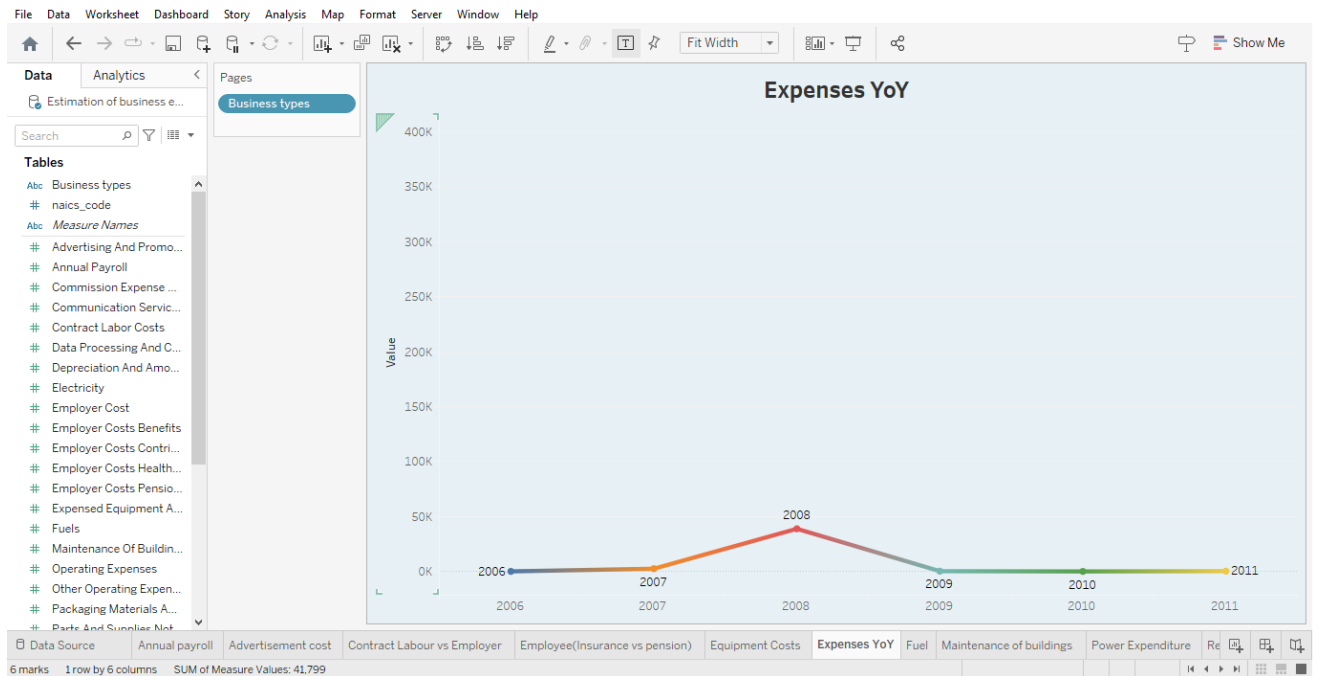 File Data Worksheet Dashboard Story Analysis Map Format Server Window Help
Fit Width
Show Me
Data Analytics
Estimation of business e...
Search
Tables
Abc Business types
# naics_code
Abc Measure Names
# Advertising And Promo...
# Annual Payroll
# Commission Expense ...
# Communication Servic...
# Contract Labor Costs
# Data Processing And C...
# Depreciation And Amo...
# Electricity
# Employer Cost
# Employer Costs Benefits
# Employer Costs Contri...
# Employer Costs Health...
# Employer Costs Pensio...
# Expensed Equipment A...
# Fuels
# Maintenance Of Buildin...
# Operating Expenses
# Other Operating Expen...
# Packaging Materials A...
# Parts And Supplies Not
Pages
Business types
Expenses YoY
Value
400K
350K
300K
250K
200K
150K
100K
50K
0K
2006
2007
2008
2009
2010
2011
2006 2007 2008 2009 2010 2011
Data Source Annual payroll Advertisement cost Contract Labour vs Employer Employee(Insurance vs pension) Equipment Costs Expenses YoY Fuel Maintenance of buildings Power Expenditure Re
6 marks 1 row by 6 columns SUM of Measure Values: 41,799